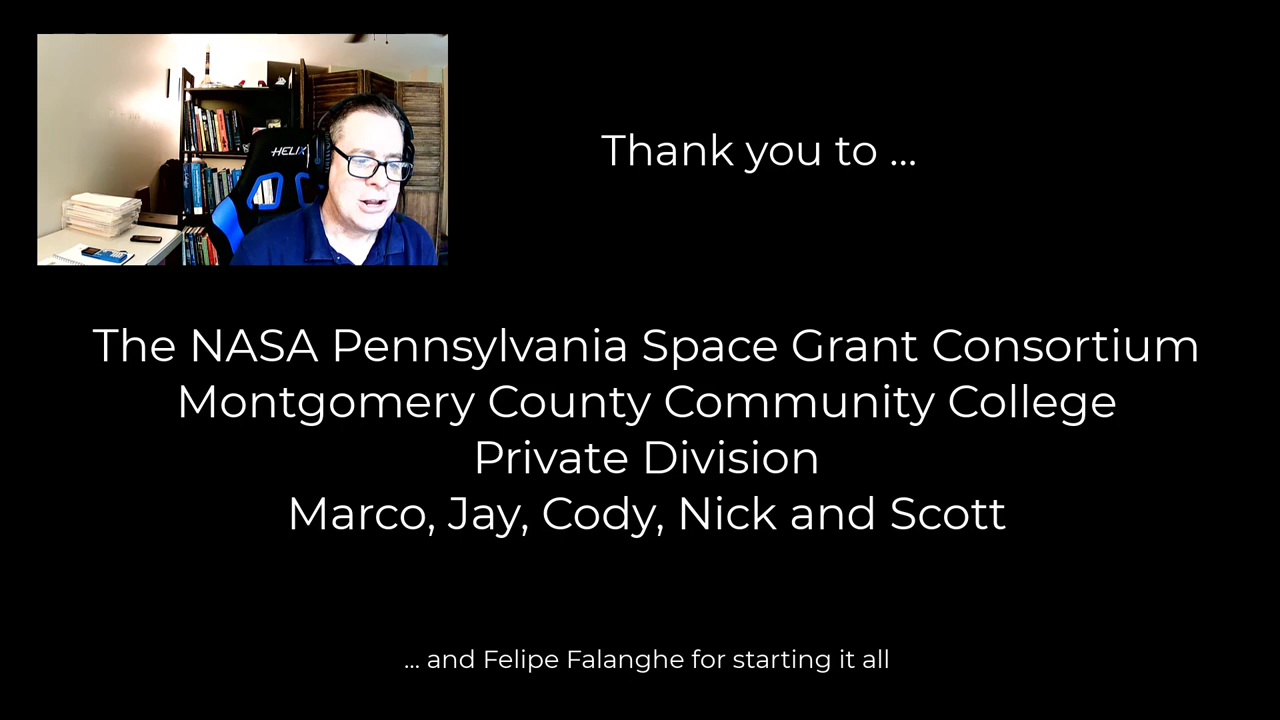 HELIX
Thank you to ...
The NASA Pennsylvania Space Grant Consortium
Montgomery County Community College
Private Division
Marco, Jay, Cody, Nick and Scott
... and Felipe Falanghe for starting it all